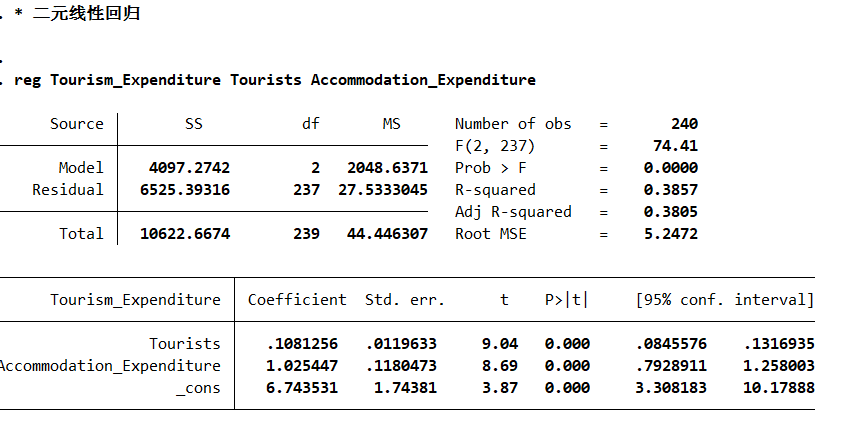 . * 二元线性回归
.
. reg Tourism_Expenditure Tourists Accommodation_Expenditure
Source SS df MS Number of obs = 240
F(2, 237) = 74.41
Model 4097.2742 2 2048.6371 Prob > F = 0.0000
Residual 6525.39316 237 27.5333045 R-squared = 0.3857
Adj R-squared = 0.3805
Total 10622.6674 239 44.446307 Root MSE = 5.2472
Tourism_Expenditure Coefficient Std. err. t P>|t| [95% conf. interval]
Tourists .1081256 .0119633 9.04 0.000 .0845576 .1316935
Accommodation_Expenditure 1.025447 .1180473 8.69 0.000 .7928911 1.258003
_cons 6.743531 1.74381 3.87 0.000 3.308183 10.17888